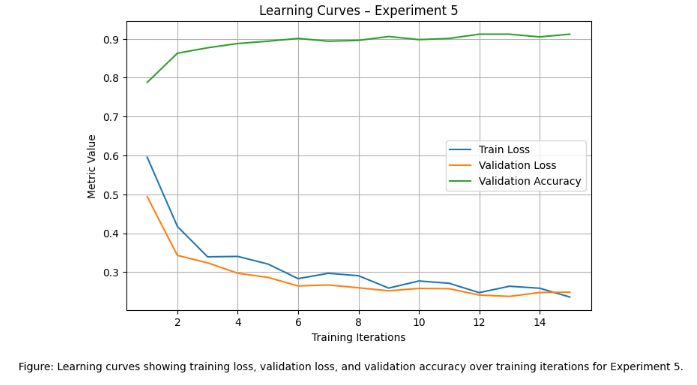 Learning Curves – Experiment 5
0.9
0.8
0.7
0.6
0.5
0.4
0.3
Metric Value
Train Loss
Validation Loss
Validation Accuracy
2 4 6 8 10 12 14
Training Iterations
Figure: Learning curves showing training loss, validation loss, and validation accuracy over training iterations for Experiment 5.